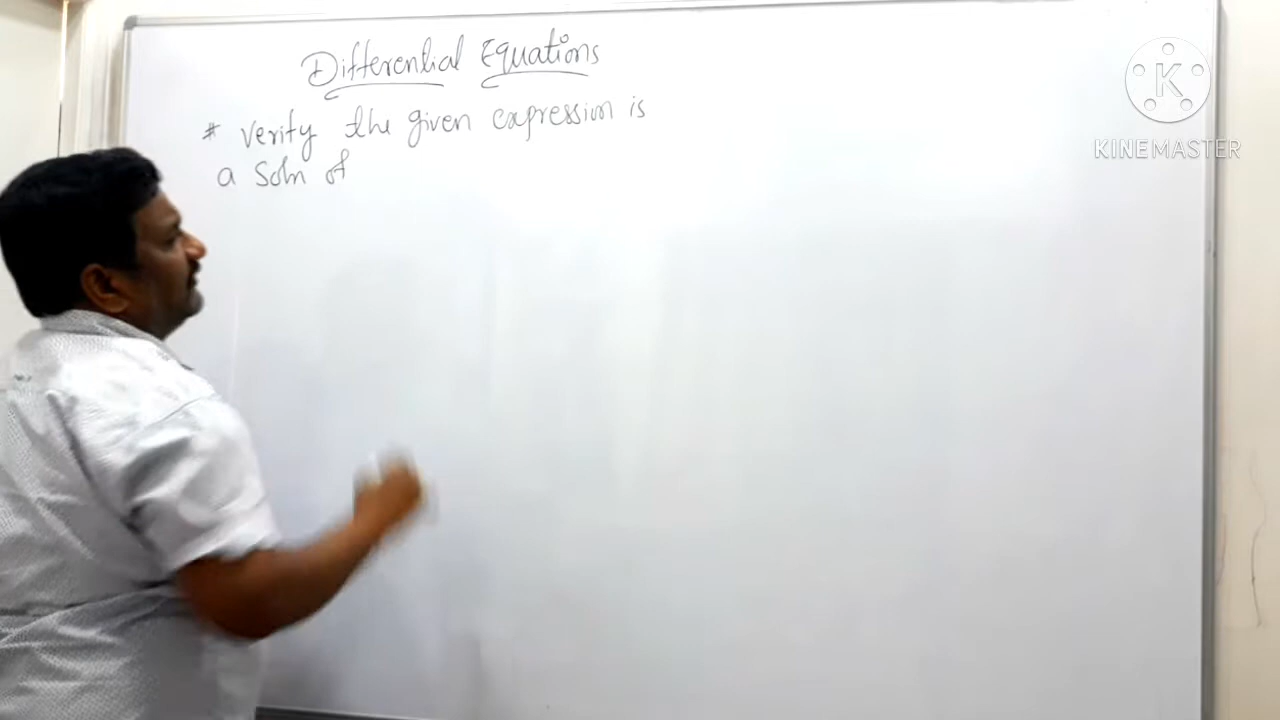 Differential Equations
* Verify the given expression is
a Soln of
K
KINEMASTER